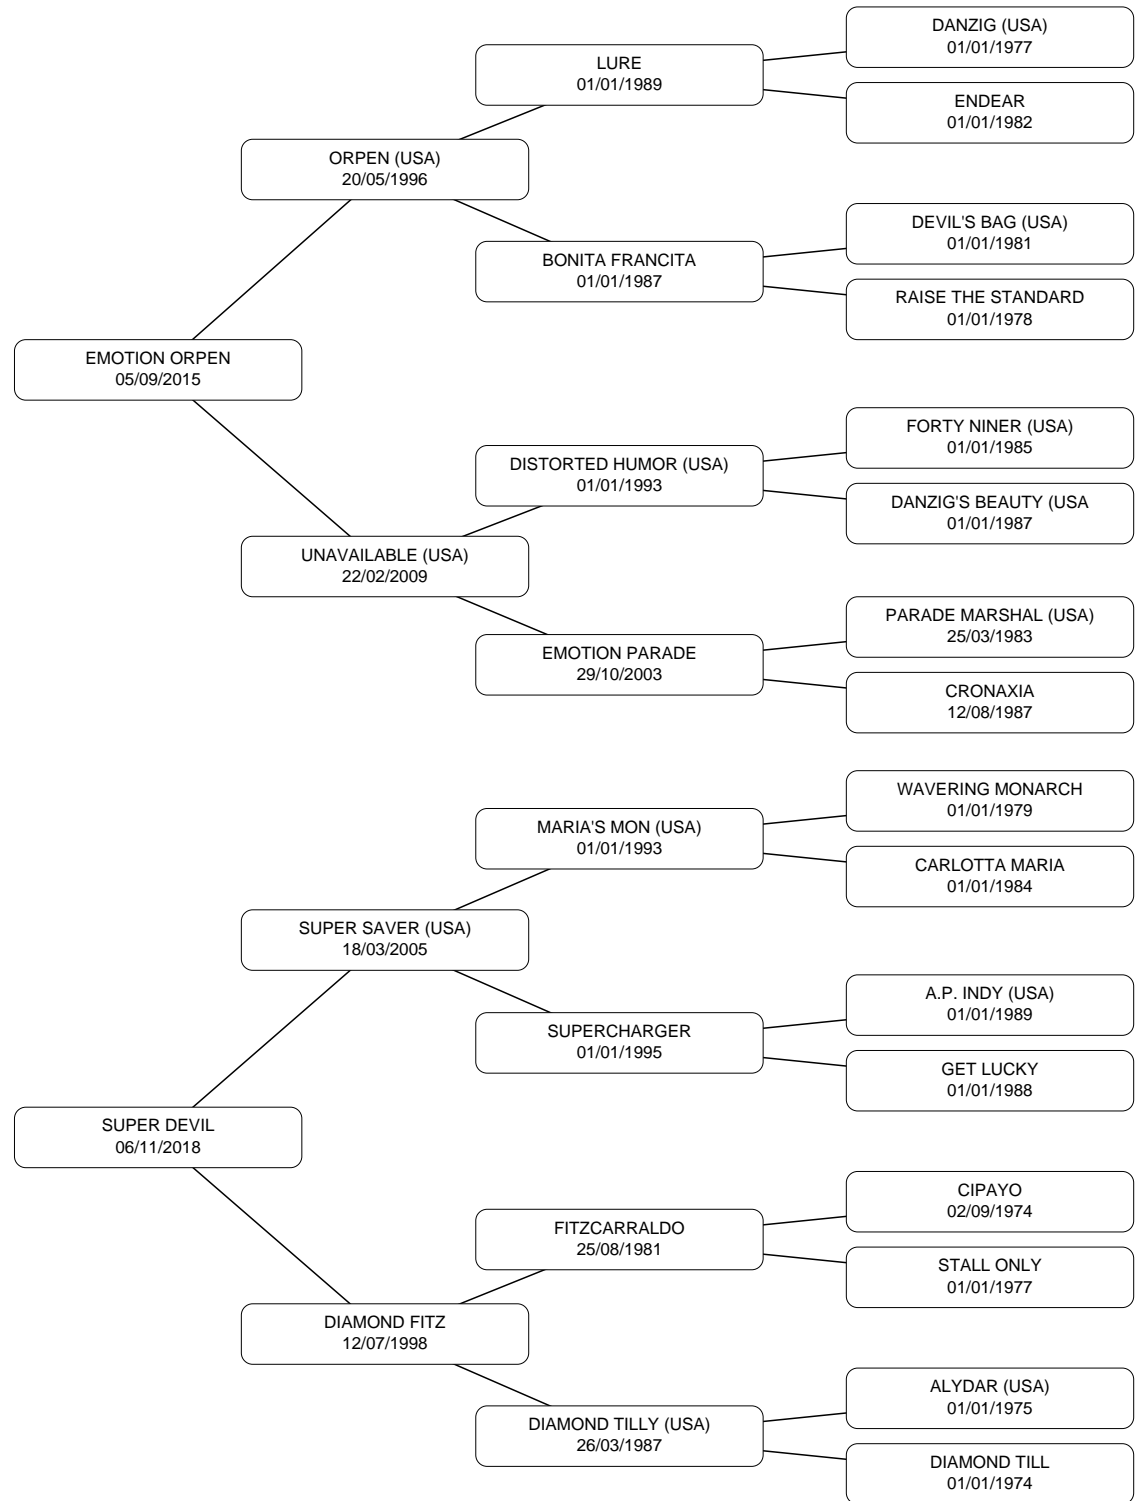 DANZIG (USA)
01/01/1977
LURE
01/01/1989
ENDEAR
01/01/1982
ORPEN (USA)
20/05/1996
DEVIL'S BAG (USA)
01/01/1981
BONITA FRANCITA
01/01/1987
RAISE THE STANDARD
01/01/1978
EMOTION ORPEN
05/09/2015
FORTY NINER (USA)
01/01/1985
DISTORTED HUMOR (USA)
01/01/1993
DANZIG'S BEAUTY (USA
01/01/1987
UNAVAILABLE (USA)
22/02/2009
PARADE MARSHAL (USA)
25/03/1983
EMOTION PARADE
29/10/2003
CRONAXIA
12/08/1987
WAVERING MONARCH
01/01/1979
MARIA'S MON (USA)
01/01/1993
CARLOTTA MARIA
01/01/1984
SUPER SAVER (USA)
18/03/2005
A.P. INDY (USA)
01/01/1989
SUPERCHARGER
01/01/1995
GET LUCKY
01/01/1988
SUPER DEVIL
06/11/2018
CIPAYO
02/09/1974
FITZCARRALDO
25/08/1981
STALL ONLY
01/01/1977
DIAMOND FITZ
12/07/1998
ALYDAR (USA)
01/01/1975
DIAMOND TILLY (USA)
26/03/1987
DIAMOND TILL
01/01/1974